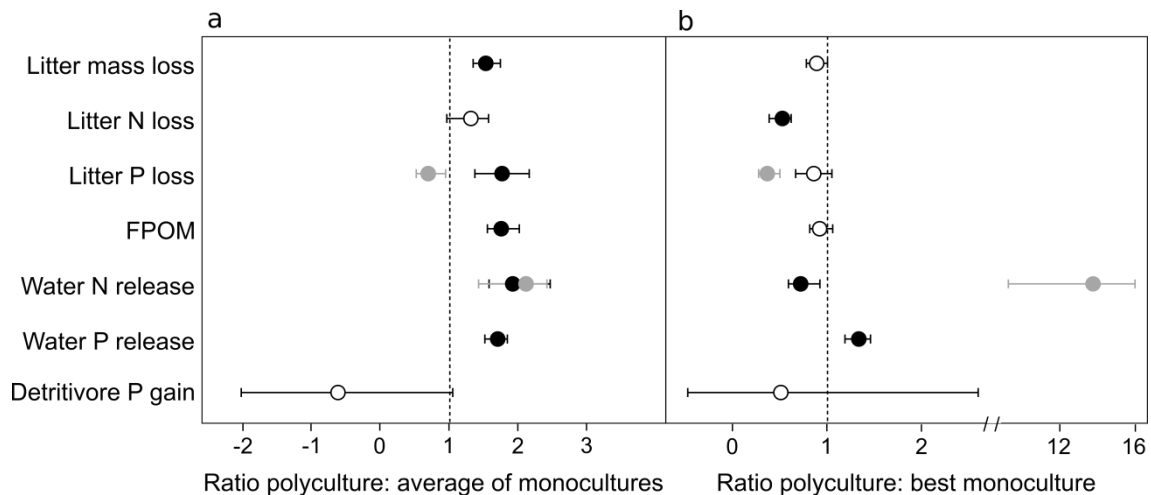 a
b
Litter mass loss
Litter N loss
Litter P loss
FPOM
Water N release
Water P release
Detritivore P gain
-2 -1 0 1 2 3
0 1 2 // 12 16
Ratio polyculture: average of monocultures
Ratio polyculture: best monoculture